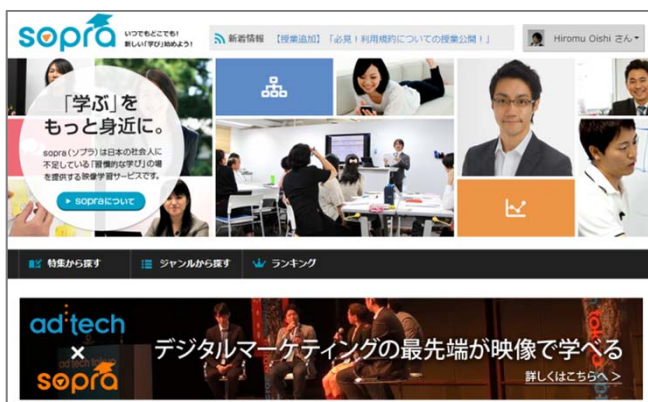 sopra
いつでもどこでも!
新しい「学び」始めよう!
新着情報 【授業追加】「必見!利用規約についての授業公開!」
Hiromu Oishi さん
「学ぶ」を
もっと身近に。
sopra(ソプラ)は日本の社会人に
不足している「習慣的な学び」の場
を提供する映像学習サービスです。
sopraについて
特集から探す
ジャンルから探す
ランキング
ad:tech
×
sopra
デジタルマーケティングの最先端が映像で学べる
詳しくはこちらへ >